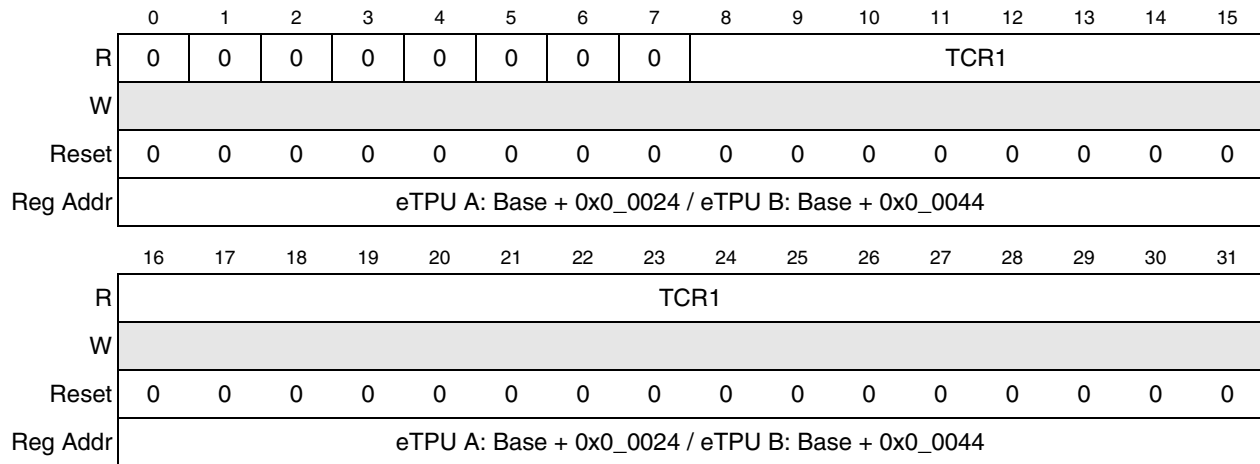 0 1 2 3 4 5 6 7 8 9 10 11 12 13 14 15
R 0 0 0 0 0 0 0 0 TCR1
W
Reset 0 0 0 0 0 0 0 0 0 0 0 0 0 0 0 0
Reg Addr eTPU A: Base + 0x0_0024 / eTPU B: Base + 0x0_0044
16 17 18 19 20 21 22 23 24 25 26 27 28 29 30 31
R TCR1
W
Reset 0 0 0 0 0 0 0 0 0 0 0 0 0 0 0 0
Reg Addr eTPU A: Base + 0x0_0024 / eTPU B: Base + 0x0_0044